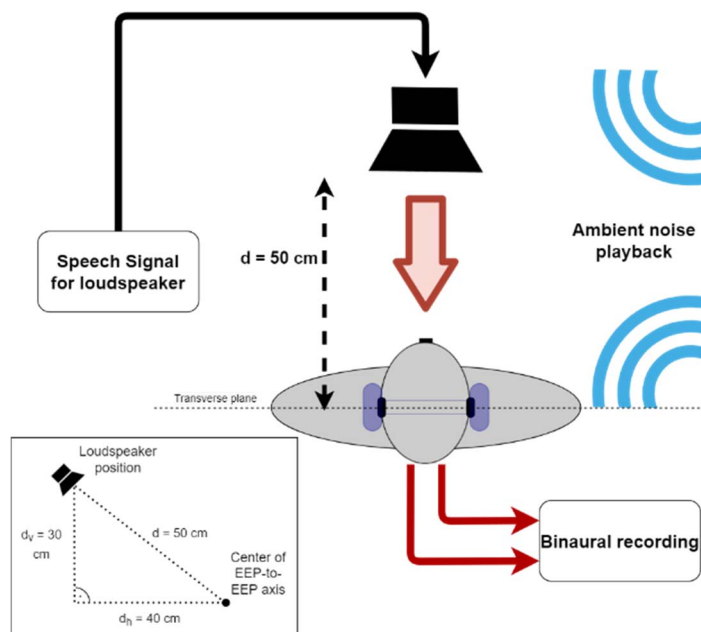 Speech Signal
for loudspeaker
d = 50 cm
Ambient noise
playback
Transverse plane
Loudspeaker
position
dᵥ = 30
cm
d = 50 cm
Center of
EEP-to-
EEP axis
dₕ = 40 cm
Binaural recording